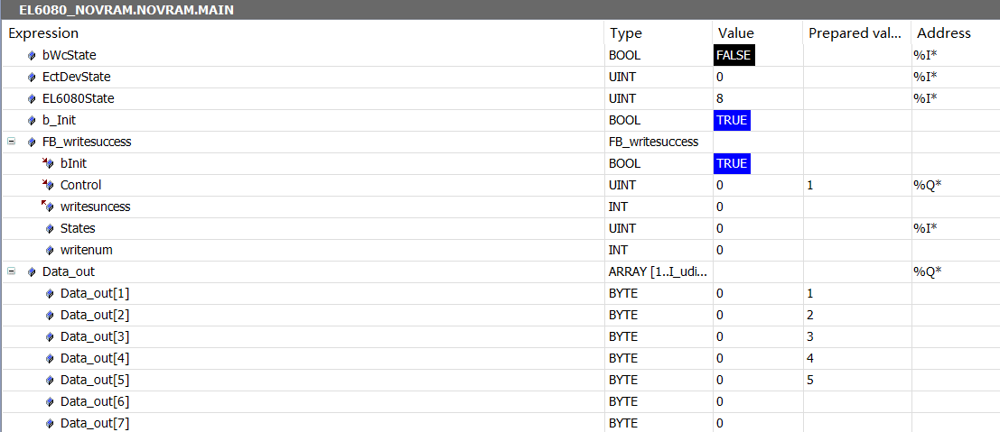 EL6080_NOVRAM.NOVRAM.MAIN
Expression Type Value Prepared val... Address
bWcState BOOL FALSE %I*
EctDevState UINT 0 %I*
EL6080State UINT 8 %I*
b_Init BOOL TRUE
FB_writesuccess FB_writesuccess
bInit BOOL TRUE
Control UINT 0 1 %Q*
writesuncess INT 0
States UINT 0 %I*
writenum INT 0
Data_out ARRAY [1..I_udi... %Q*
Data_out[1] BYTE 0 1
Data_out[2] BYTE 0 2
Data_out[3] BYTE 0 3
Data_out[4] BYTE 0 4
Data_out[5] BYTE 0 5
Data_out[6] BYTE 0
Data_out[7] BYTE 0